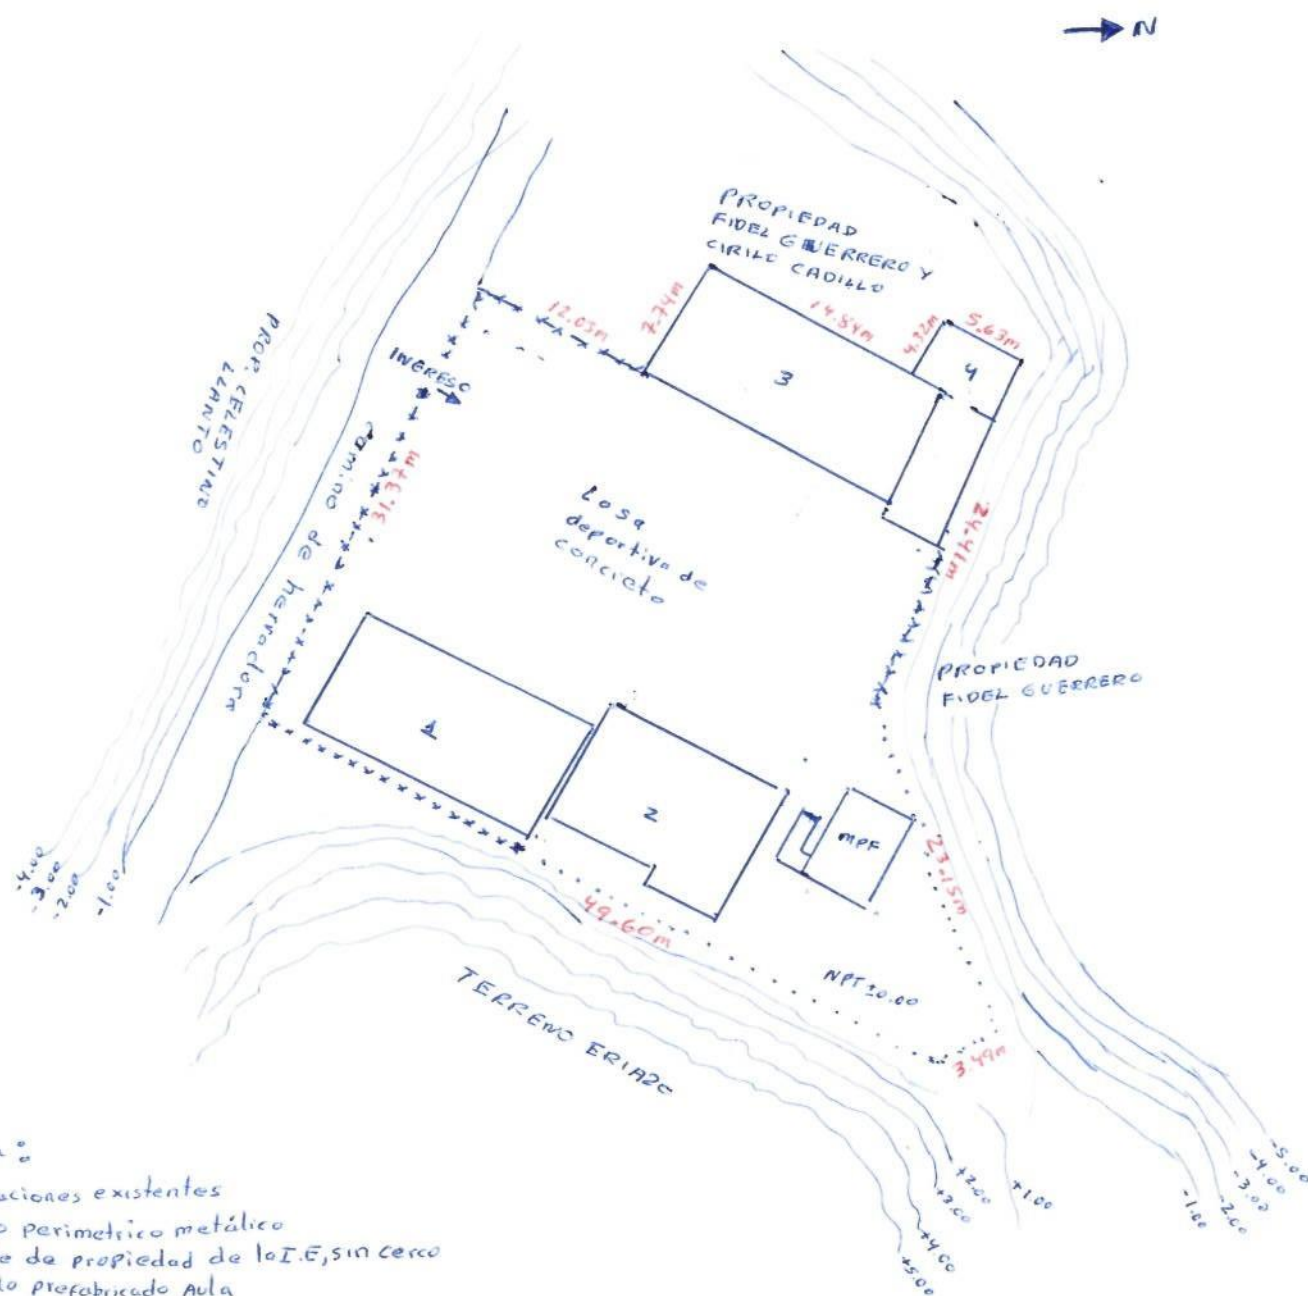 N
PROPIEDAD
FIDEL GUERRERO Y
CIRILO CADILLO
12.03m
7.74m
14.84m
4.32m
5.63m
4
3
INGRESO
PROP. CELESTINO
LLANTO
amino de herradura
31.37m
Losa
deportiva de
concreto
24.41m
PROPIEDAD
FIDEL GUERRERO
1
2
MPF
23.15m
49.60m
NPT ±0.00
3.49m
TERRENO ERIAZO
-4.00
-3.00
-2.00
-1.00
+1.00
+2.00
+3.00
+4.00
+5.00
-1.00
-2.00
-3.00
-4.00
-5.00
aciones existentes
o perimetrico metálico
e de propiedad de la I.E, sin cerco
lo prefabricado Aula